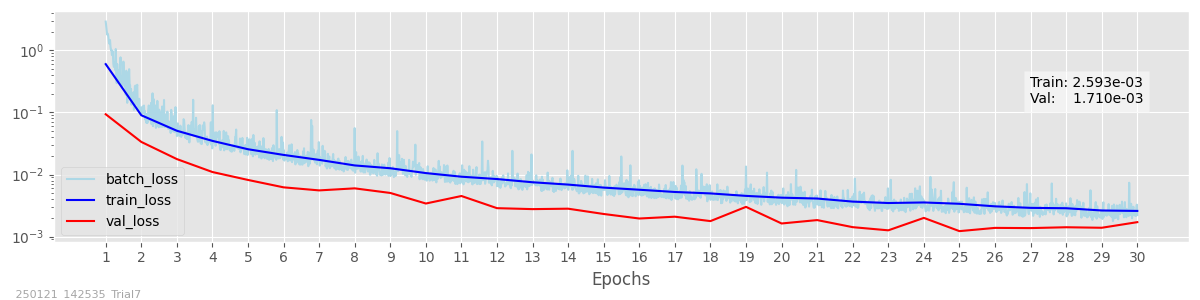 10⁰
10⁻¹
10⁻²
10⁻³
Train: 2.593e-03
Val: 1.710e-03
batch_loss
train_loss
val_loss
1 2 3 4 5 6 7 8 9 10 11 12 13 14 15 16 17 18 19 20 21 22 23 24 25 26 27 28 29 30
Epochs
250121_142535_Trial7